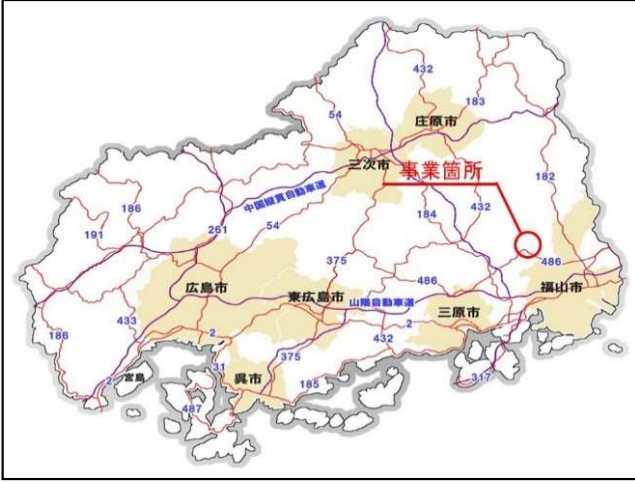 432
183
54
庄原市
三次市
事業箇所
182
中国縦貫自動車道
186
184
432
191
261
54
375
486
486
広島市
東広島市
山陽自動車道
福山市
三原市
433
186
2
432
2
375
2
宮島
31
呉市
185
317
487